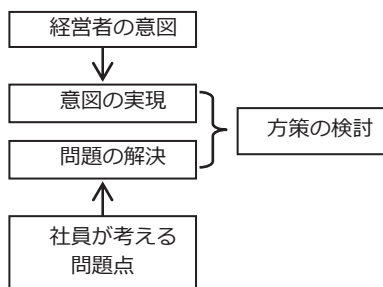 経営者の意図
意図の実現
方策の検討
問題の解決
社員が考える
問題点